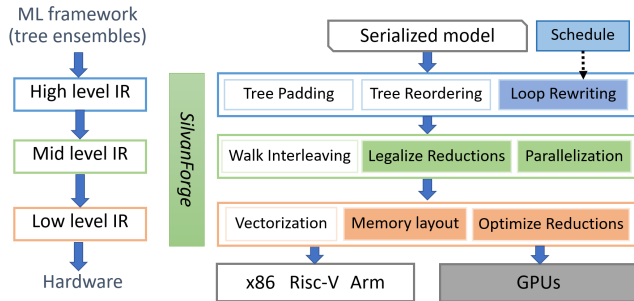 ML framework
(tree ensembles)
High level IR
Mid level IR
Low level IR
Hardware
SilvanForge
Serialized model
Schedule
Tree Padding
Tree Reordering
Loop Rewriting
Walk Interleaving
Legalize Reductions
Parallelization
Vectorization
Memory layout
Optimize Reductions
x86 Risc-V Arm
GPUs